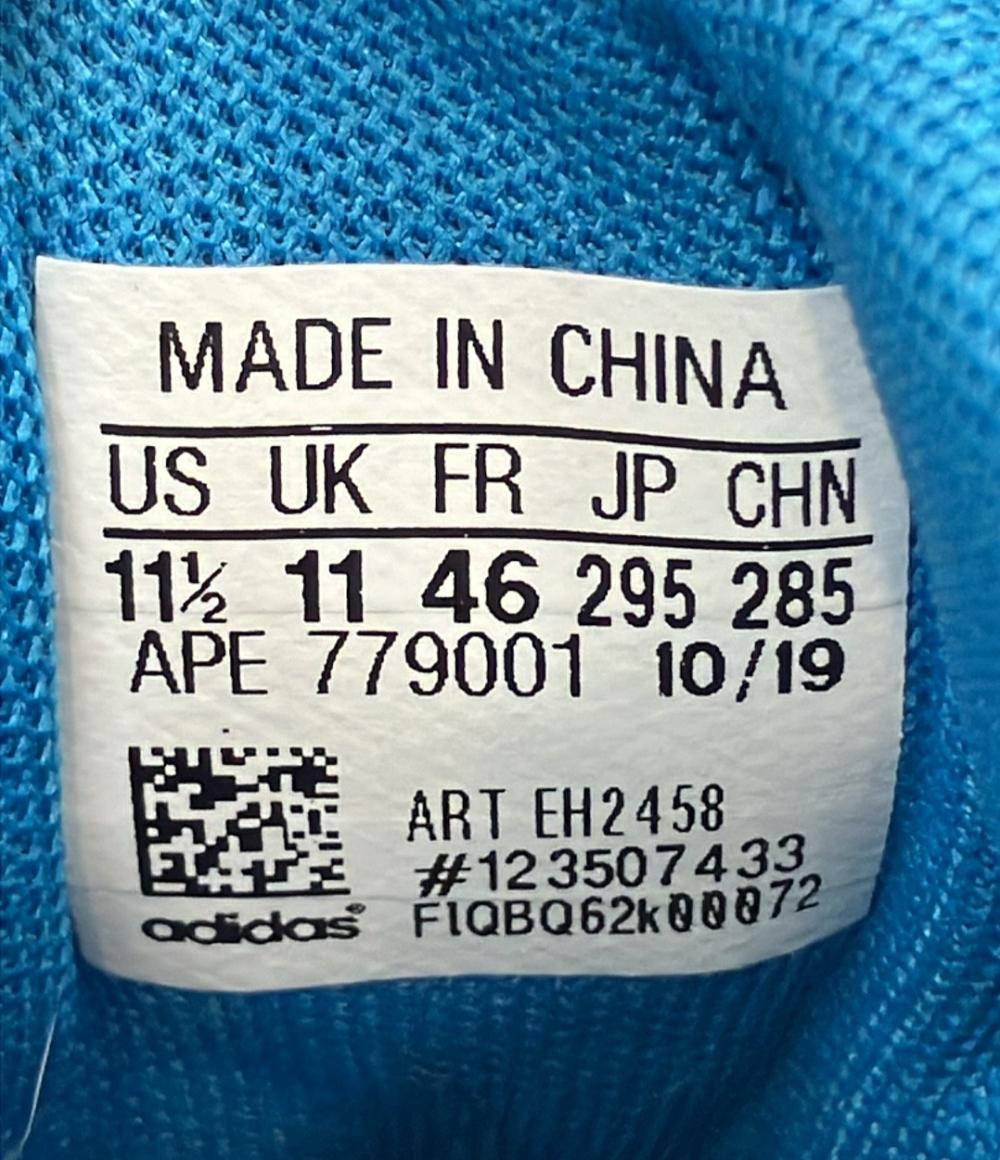 MADE IN CHINA
US UK FR JP CHN
11½ 11 46 295 285
APE 779001 10/19
ART EH2458
#123507433
FlQBQ62k00072
adidas®